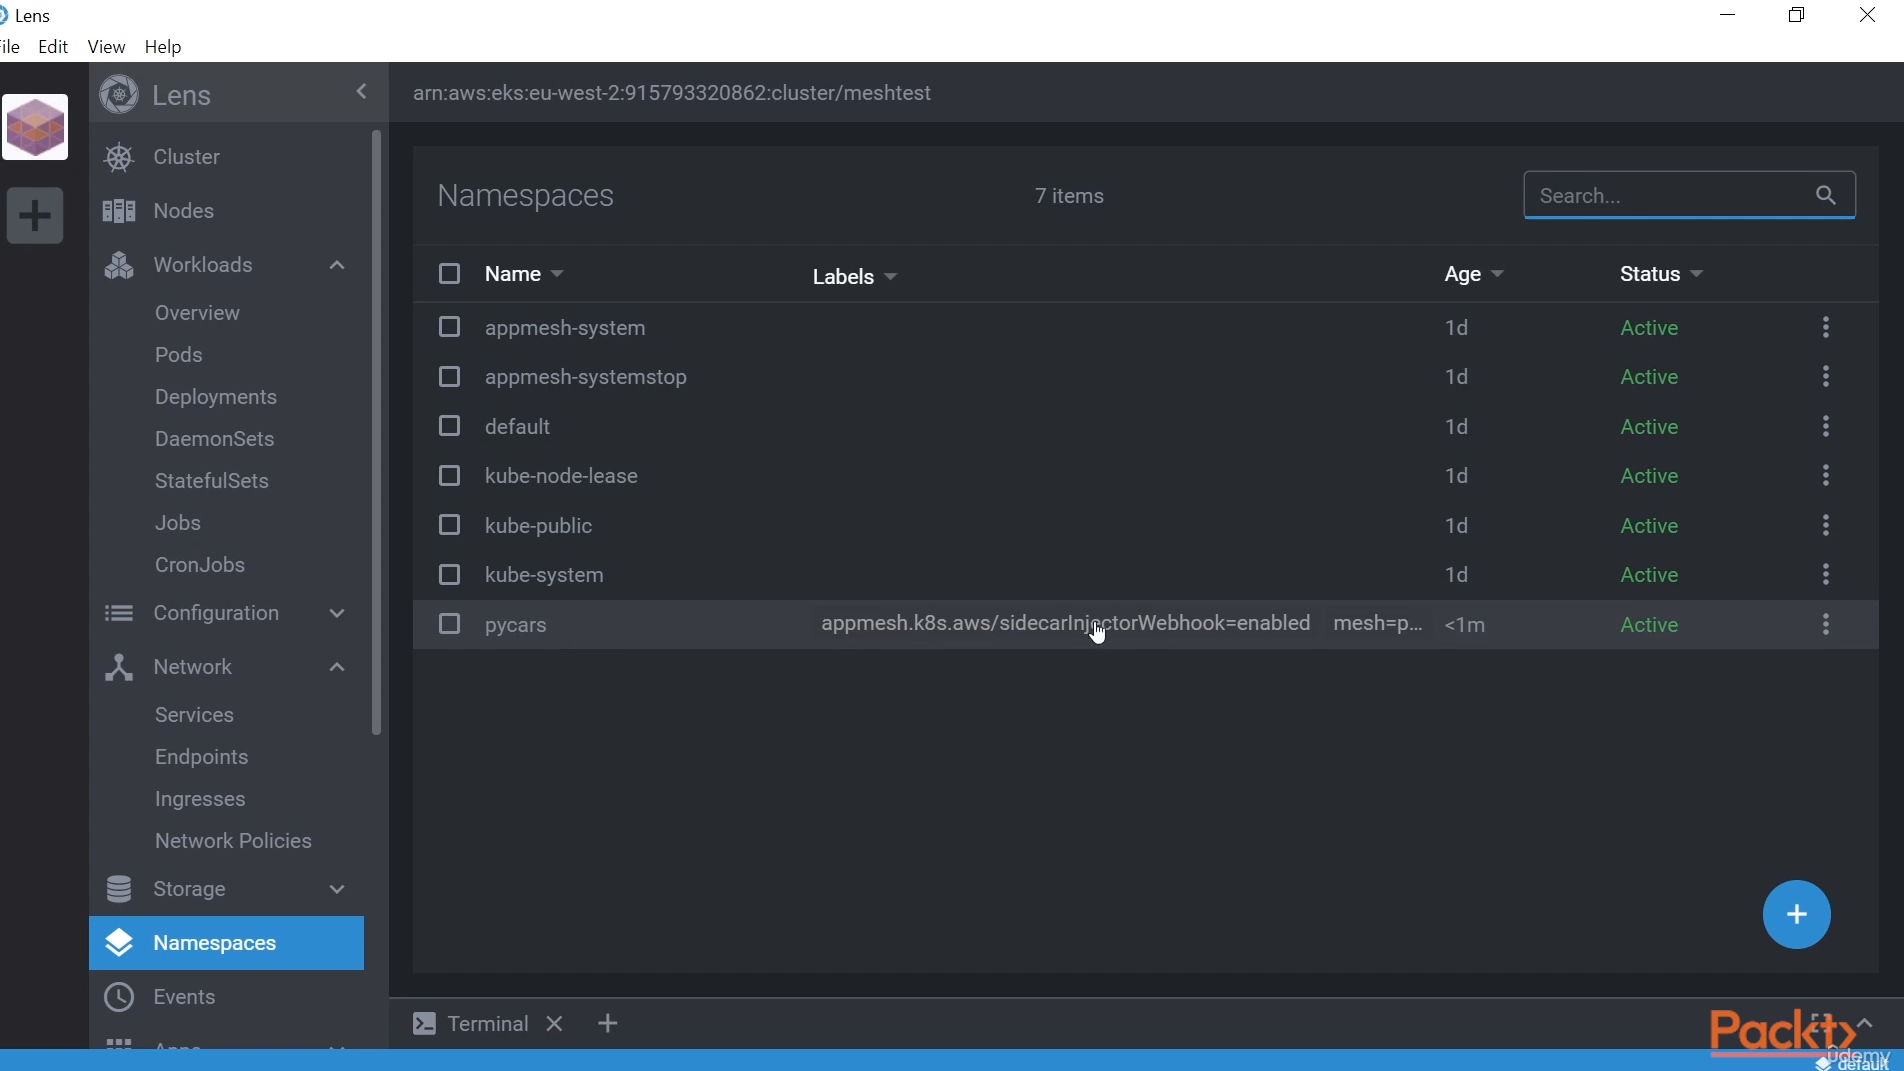 Lens
ile Edit View Help
Lens
arn:aws:eks:eu-west-2:915793320862:cluster/meshtest
Cluster
Nodes
Workloads
Overview
Pods
Deployments
DaemonSets
StatefulSets
Jobs
CronJobs
Configuration
Network
Services
Endpoints
Ingresses
Network Policies
Storage
Namespaces
Events
Apps
Namespaces
7 items
Search...
Name Labels Age Status
appmesh-system 1d Active
appmesh-systemstop 1d Active
default 1d Active
kube-node-lease 1d Active
kube-public 1d Active
kube-system 1d Active
pycars appmesh.k8s.aws/sidecarInjectorWebhook=enabled mesh=p... <1m Active
Terminal
Packt
udemy
default